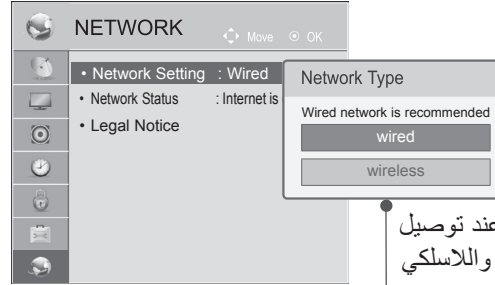 NETWORK
Move OK
• Network Setting : Wired
• Network Status : Internet is
• Legal Notice
Network Type
Wired network is recommended
wired
wireless
عند توصيل
واللاسلكي